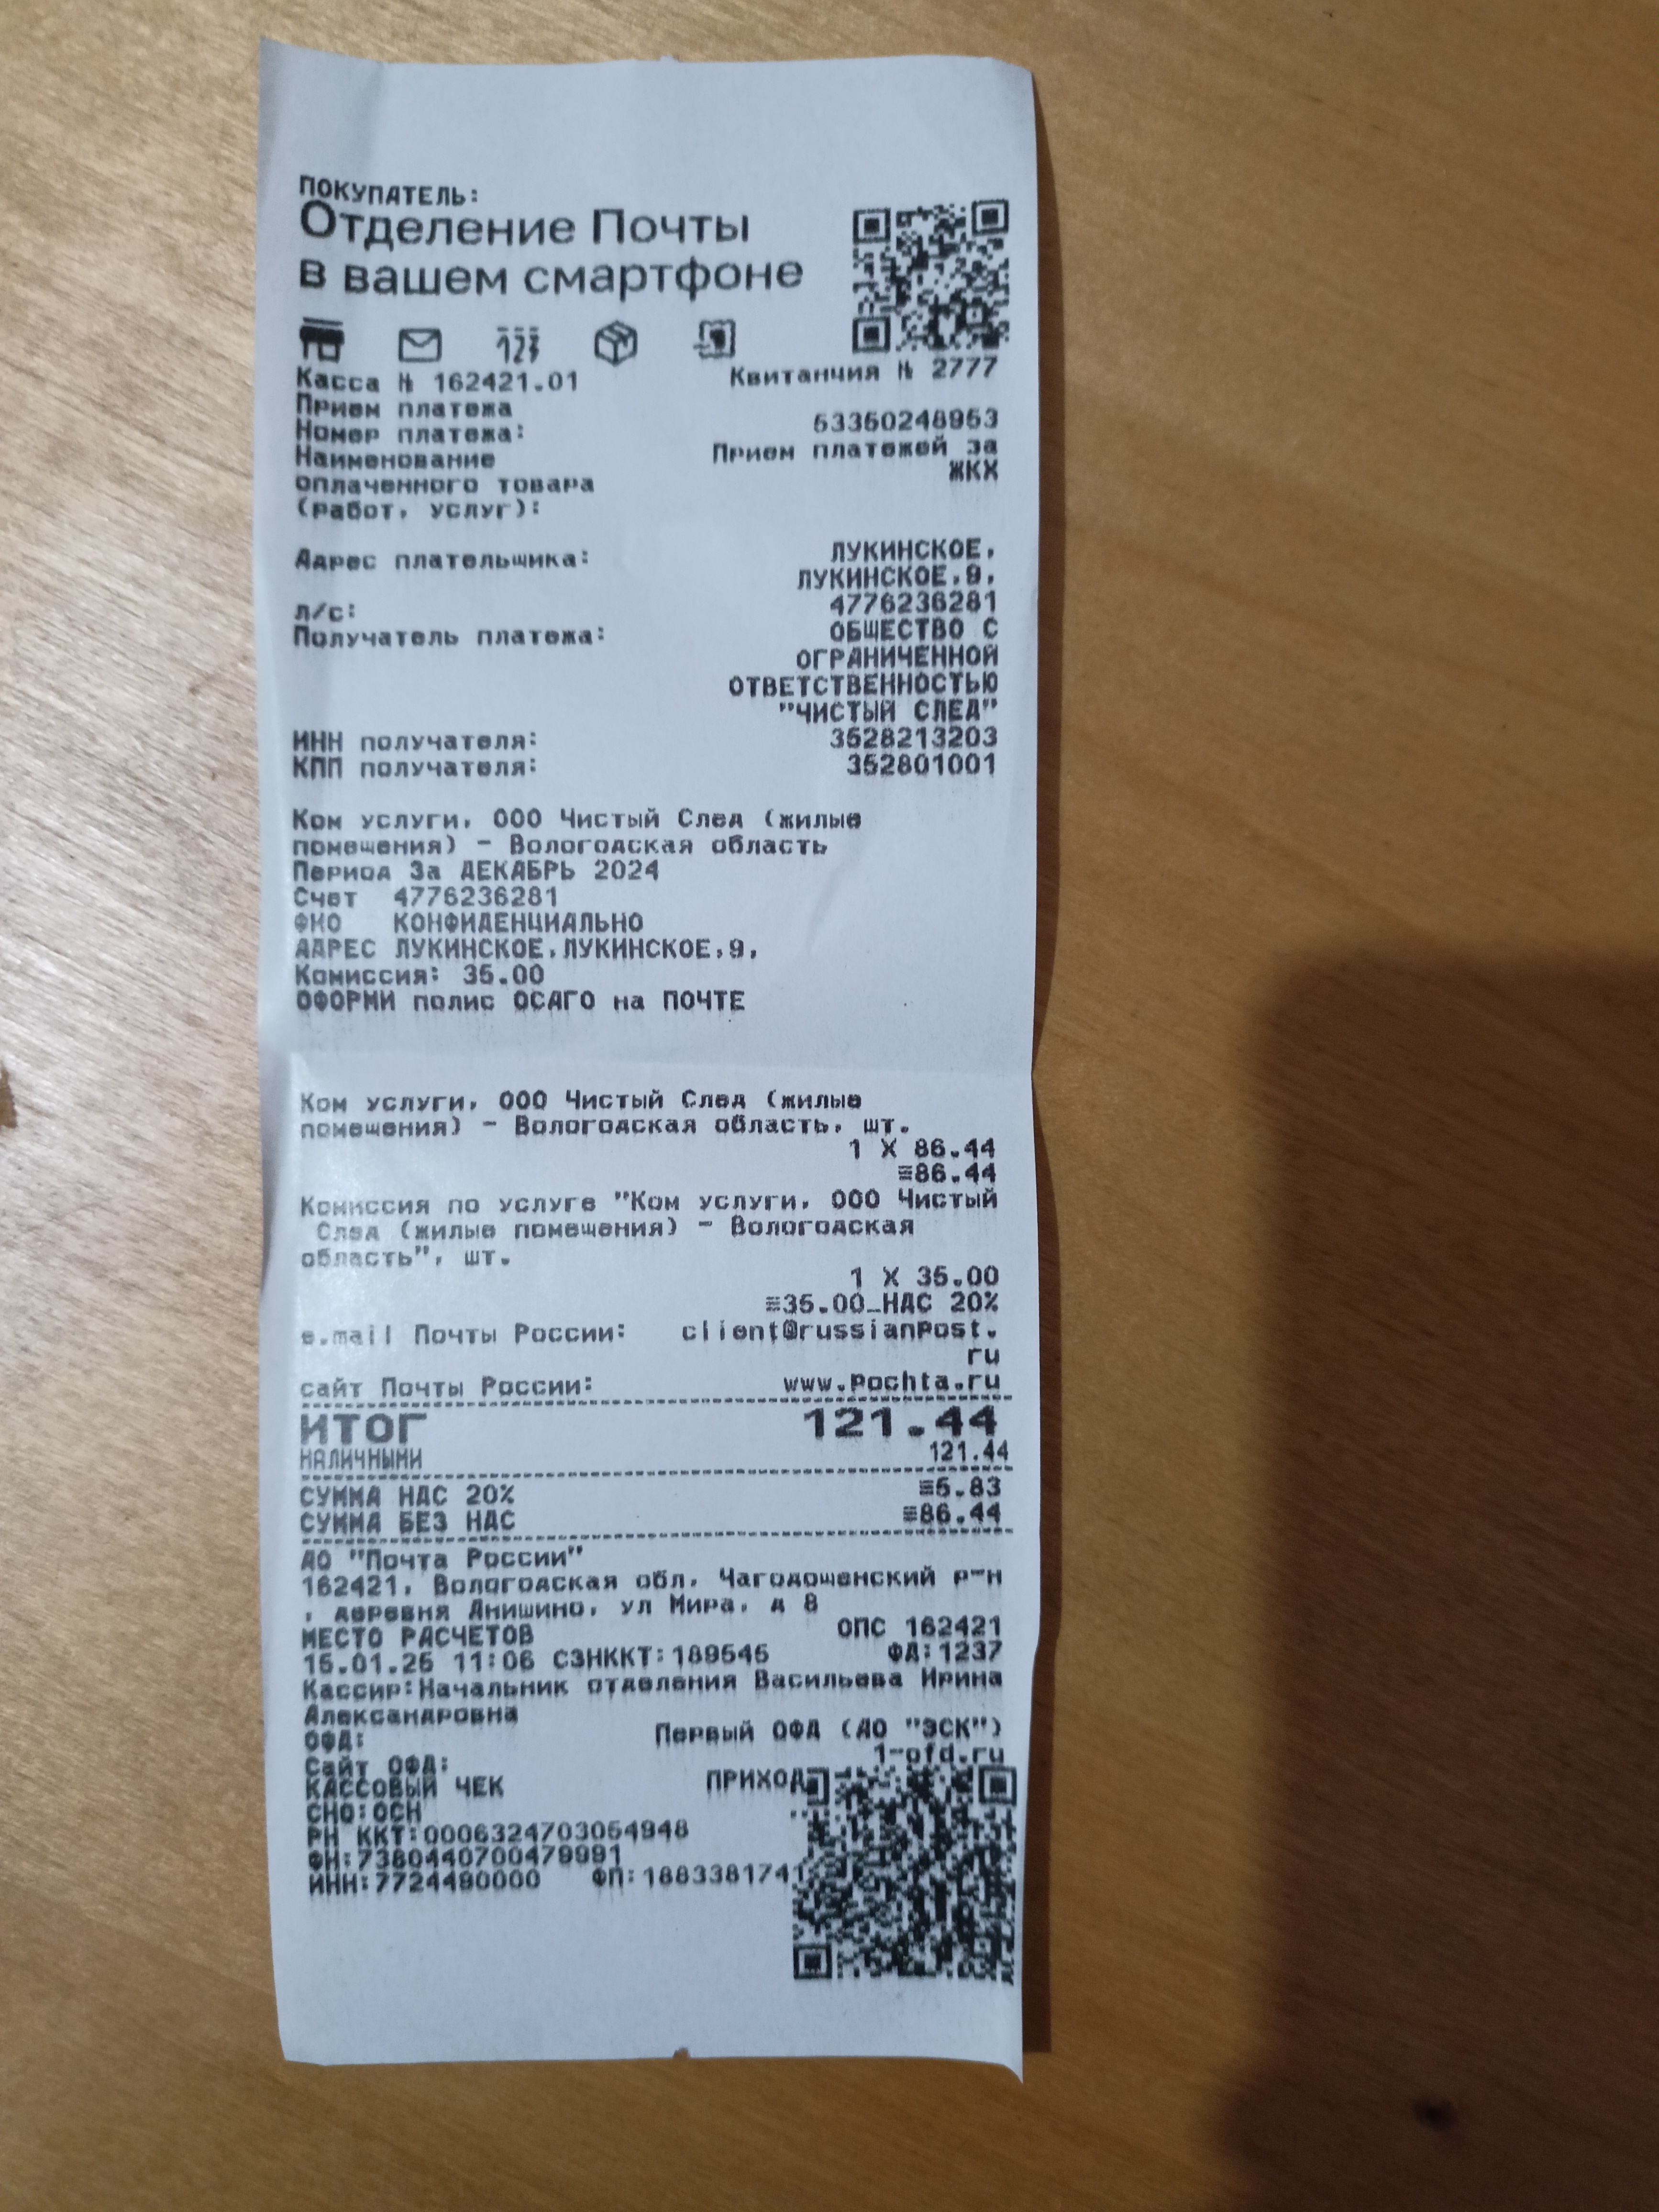 ПОКУПАТЕЛЬ:
Отделение Почты
в вашем смартфоне
Касса № 162421.01 Квитанчия № 2777
Прием платежа
Номер платежа: 53350248953
Наименование Прием платежей за
оплаченного товара ЖКХ
(работ, услуг):
Адрес плательщика: ЛУКИНСКОЕ,
ЛУКИНСКОЕ,9,
л/с: 4776236281
Получатель платежа: ОБЩЕСТВО С
ОГРАНИЧЕННОЙ
ОТВЕТСТВЕННОСТЬЮ
"ЧИСТЫЙ СЛЕД"
ИНН получателя: 3528213203
КПП получателя: 352801001
Ком услуги, ООО Чистый След (жилые
помещения) - Вологодская область
Период За ДЕКАБРЬ 2024
Счет 4776236281
ФИО КОНФИДЕНЦИАЛЬНО
АДРЕС ЛУКИНСКОЕ,ЛУКИНСКОЕ,9,
Комиссия: 35.00
ОФОРМИ полис ОСАГО на ПОЧТЕ
Ком услуги, ООО Чистый След (жилые
помещения) - Вологодская область, шт.
1 X 86.44
≡86.44
Комиссия по услуге "Ком услуги, ООО Чистый
След (жилые помещения) - Вологодская
область", шт.
1 X 35.00
≡35.00_НДС 20%
e.mail Почты России: client@russianpost.
ru
сайт Почты России: www.pochta.ru
ИТОГ 121.44
НАЛИЧНЫМИ 121.44
СУММА НДС 20% ≡5.83
СУММА БЕЗ НДС ≡86.44
АО "Почта России"
162421, Вологодская обл, Чагодощенский р-н
, деревня Анишино, ул Мира, д 8
МЕСТО РАСЧЕТОВ ОПС 162421
15.01.25 11:06 СЗНККТ:189545 ФД:1237
Кассир:Начальник отделения Васильева Ирина
Александровна
ОФД: Первый ОФД (АО "ЭСК")
Сайт ОФД: 1-ofd.ru
КАССОВЫЙ ЧЕК ПРИХОД
СНО:ОСН
РН ККТ:0006324703054948
ФН:7380440700479991
ИНН:7724490000 ФП:1883381741